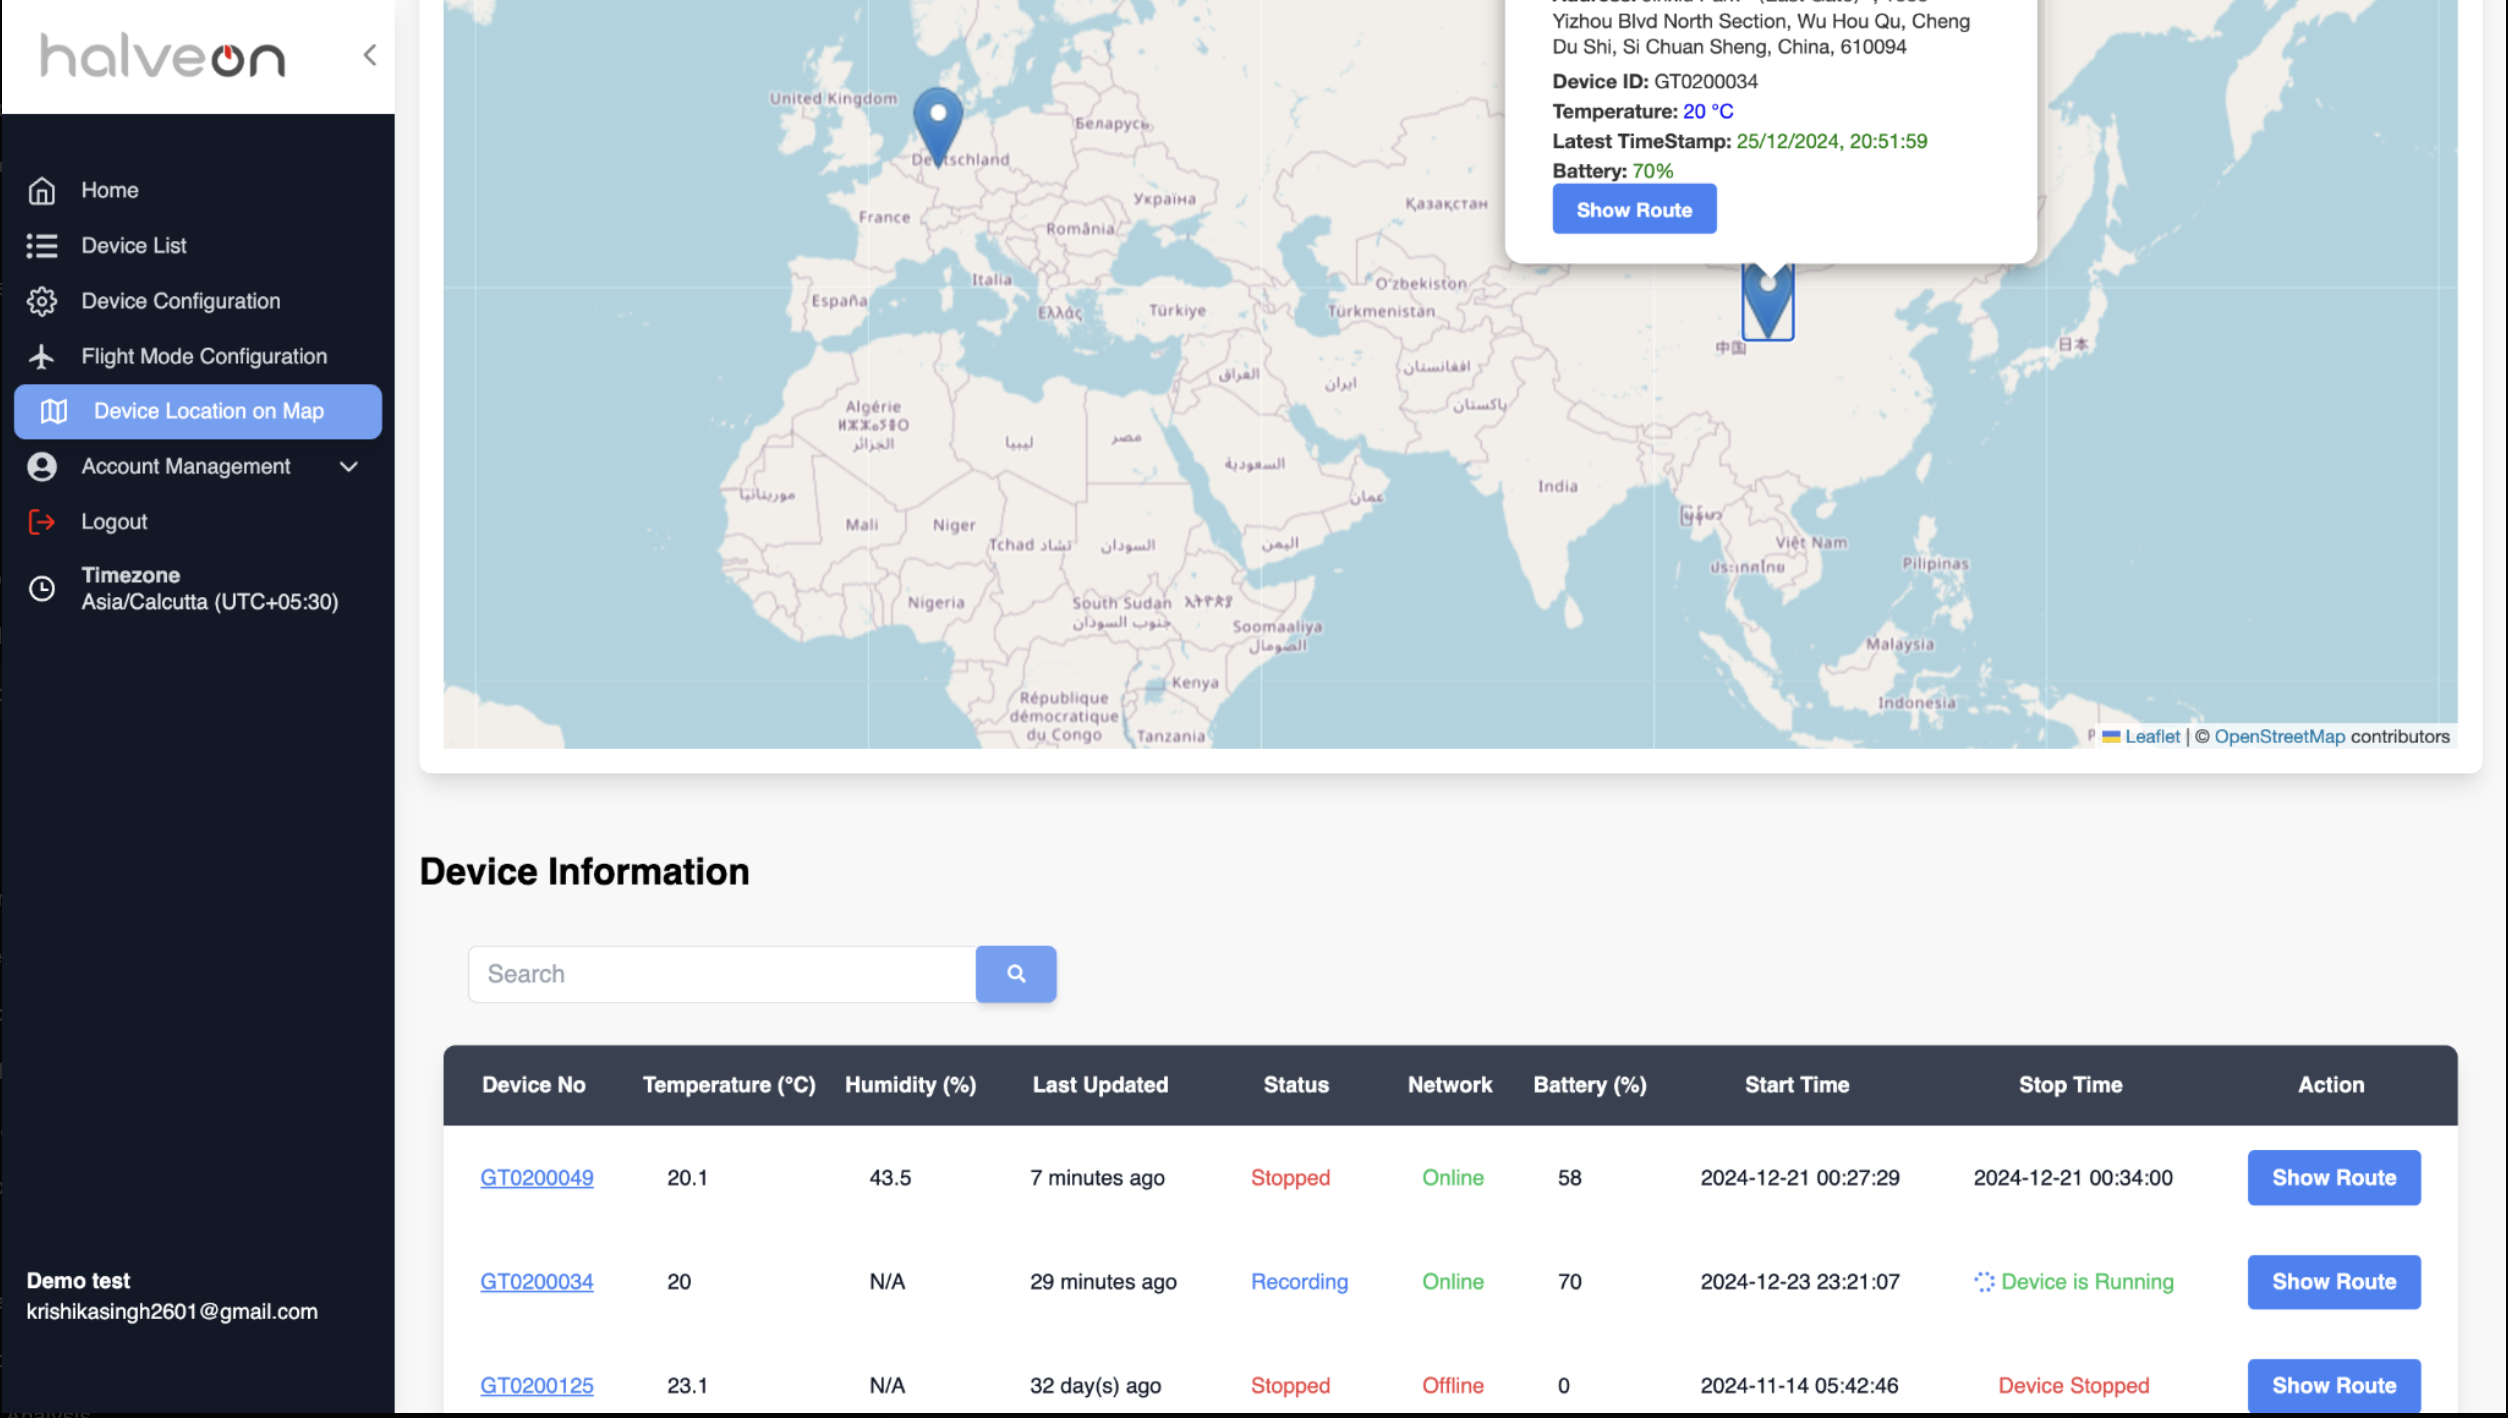 halveon
Home
Device List
Device Configuration
Flight Mode Configuration
Device Location on Map
Account Management
Logout
Timezone
Asia/Calcutta (UTC+05:30)
Demo test
krishikasingh2601@gmail.com
Yizhou Blvd North Section, Wu Hou Qu, Cheng
Du Shi, Si Chuan Sheng, China, 610094
Device ID: GT0200034
Temperature: 20 °C
Latest TimeStamp: 25/12/2024, 20:51:59
Battery: 70%
Show Route
United Kingdom
Беларусь
Deutschland
Україна
France
România
Қазақстан
Italia
España
Ελλάς
Türkiye
O'zbekiston
Türkmenistan
中国
日本
العراق
ایران
افغانستان
پاکستان
Algérie
ⵍⵣⵣⴰⵢⴻⵔ
الجزائر
ليبيا
مصر
السعودية
عمان
India
موريتانيا
Mali
Niger
Tchad تشاد
السودان
اليمن
မြန်မာ
Việt Nam
ประเทศไทย
Pilipinas
Nigeria
South Sudan
جنوب السودان
ኢትዮጵያ
Soomaaliya
الصومال
Malaysia
Kenya
Indonesia
République
démocratique
du Congo
Tanzania
Leaflet | © OpenStreetMap contributors
Device Information
Search
Device No Temperature (°C) Humidity (%) Last Updated Status Network Battery (%) Start Time Stop Time Action
GT0200049 20.1 43.5 7 minutes ago Stopped Online 58 2024-12-21 00:27:29 2024-12-21 00:34:00 Show Route
GT0200034 20 N/A 29 minutes ago Recording Online 70 2024-12-23 23:21:07 Device is Running Show Route
GT0200125 23.1 N/A 32 day(s) ago Stopped Offline 0 2024-11-14 05:42:46 Device Stopped Show Route